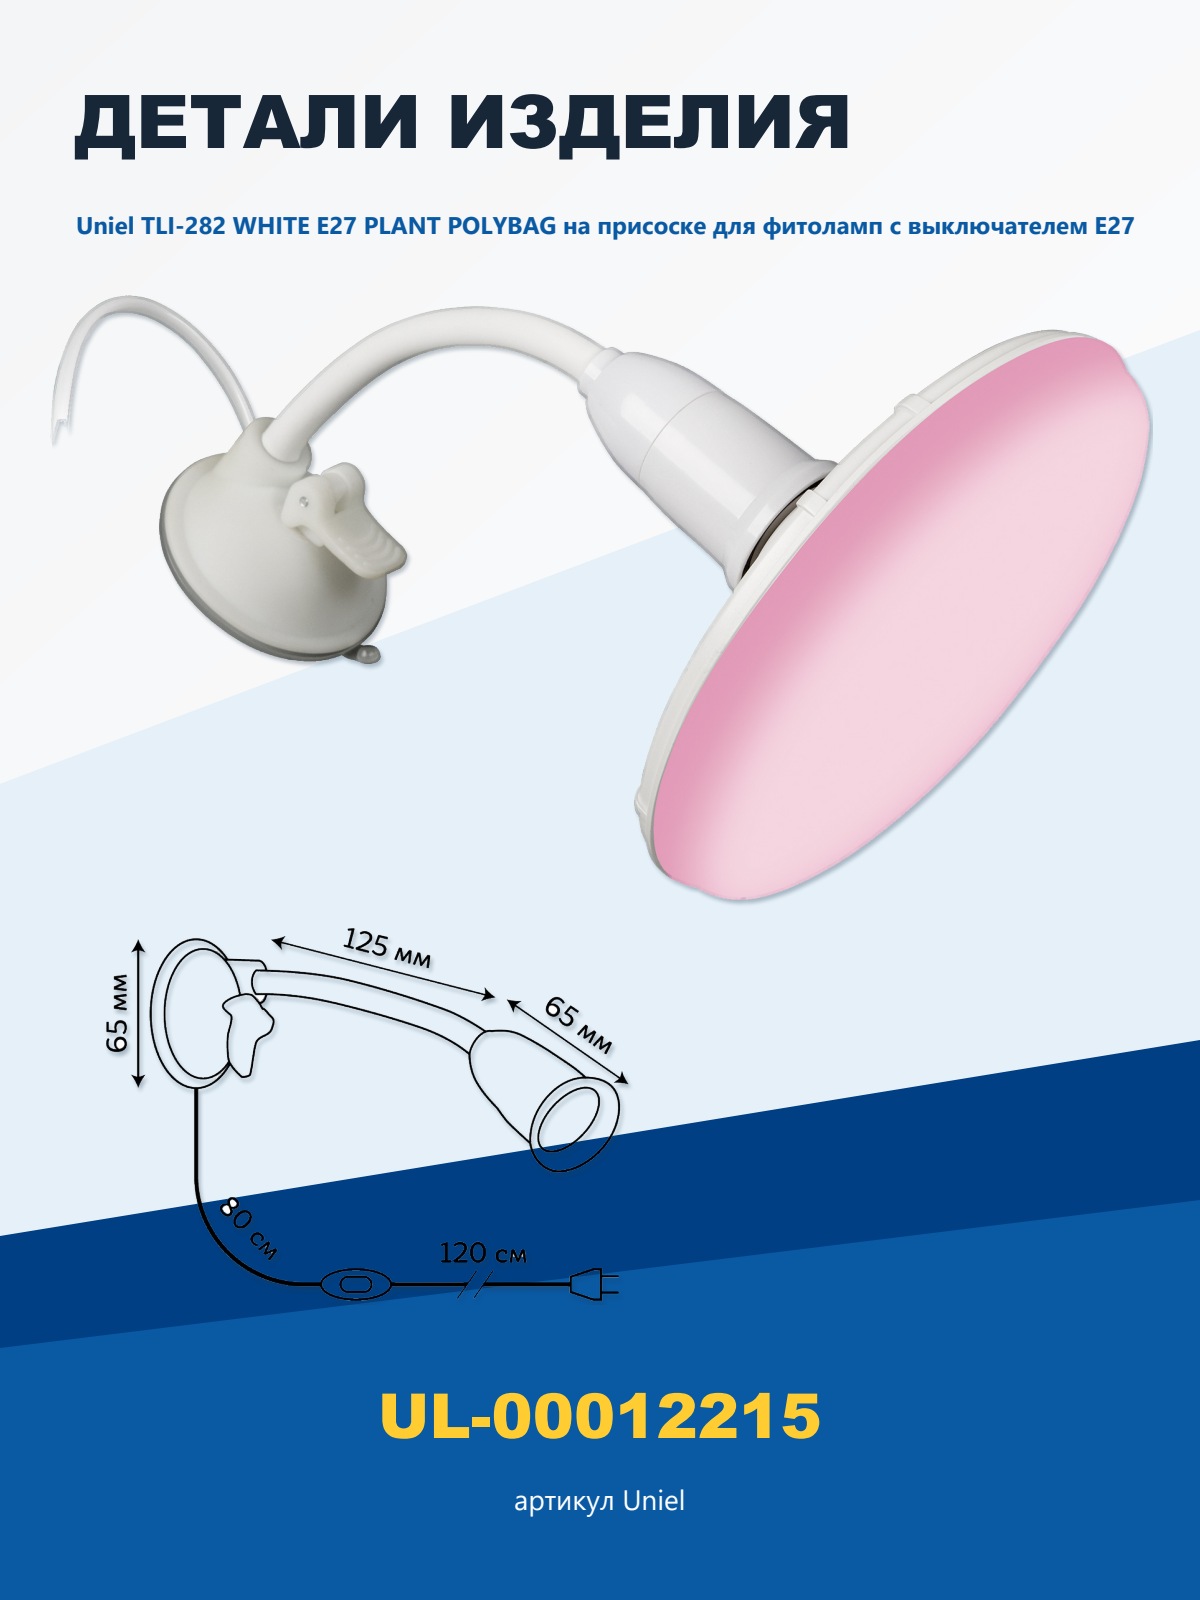 ДЕТАЛИ ИЗДЕЛИЯ
Uniel TLI-282 WHITE E27 PLANT POLYBAG на присоске для фитоламп с выключателем E27
125 мм
65 мм
65 мм
80 см
120 см
UL-00012215
артикул Uniel